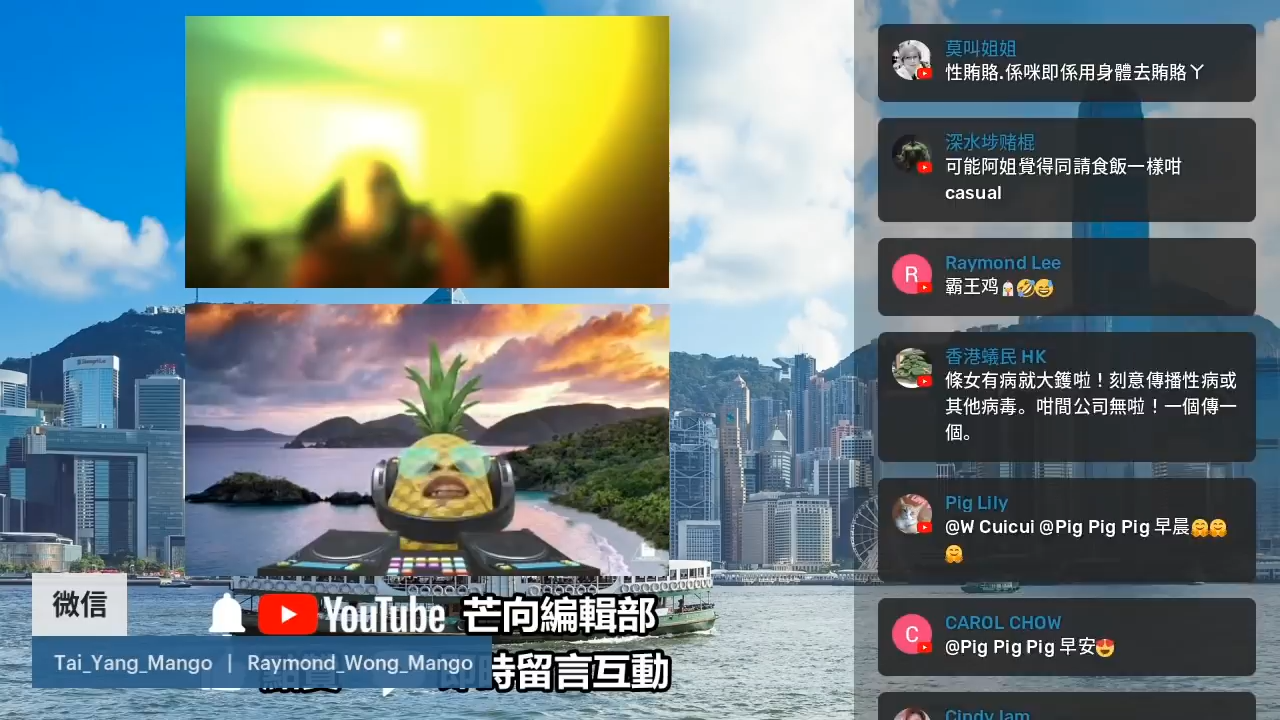 微信
Tai_Yang_Mango | Raymond_Wong_Mango
YouTube 芒向編輯部
即時留言互動
莫叫姐姐
性賄賂.係咪即係用身體去賄賂丫
深水埗赌棍
可能阿姐覺得同請食飯一樣咁
casual
Raymond Lee
霸王鸡
香港蟻民 HK
條女有病就大鑊啦！刻意傳播性病或
其他病毒。咁間公司無啦！一個傳一
個。
Pig Lily
@W Cuicui @Pig Pig Pig 早晨
CAROL CHOW
@Pig Pig Pig 早安
Cindy lam